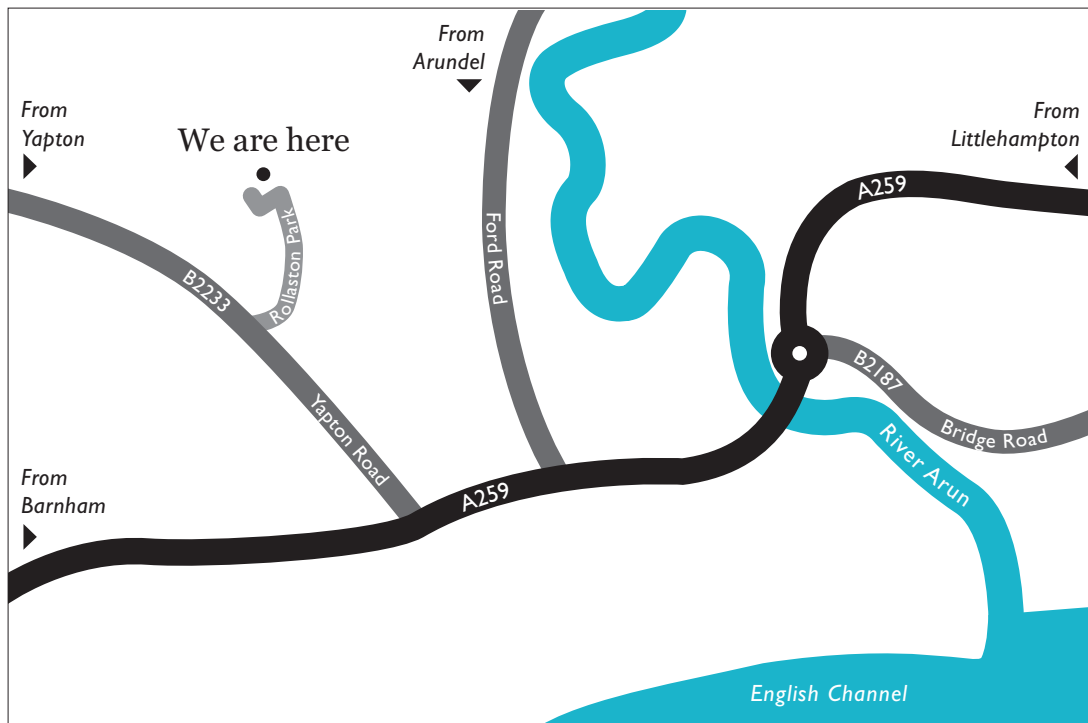 From
Arundel
From
Yapton
We are here
From
Littlehampton
A259
Rollaston Park
Ford Road
B2233
B2187
Bridge Road
Yapton Road
River Arun
From
Barnham
A259
English Channel